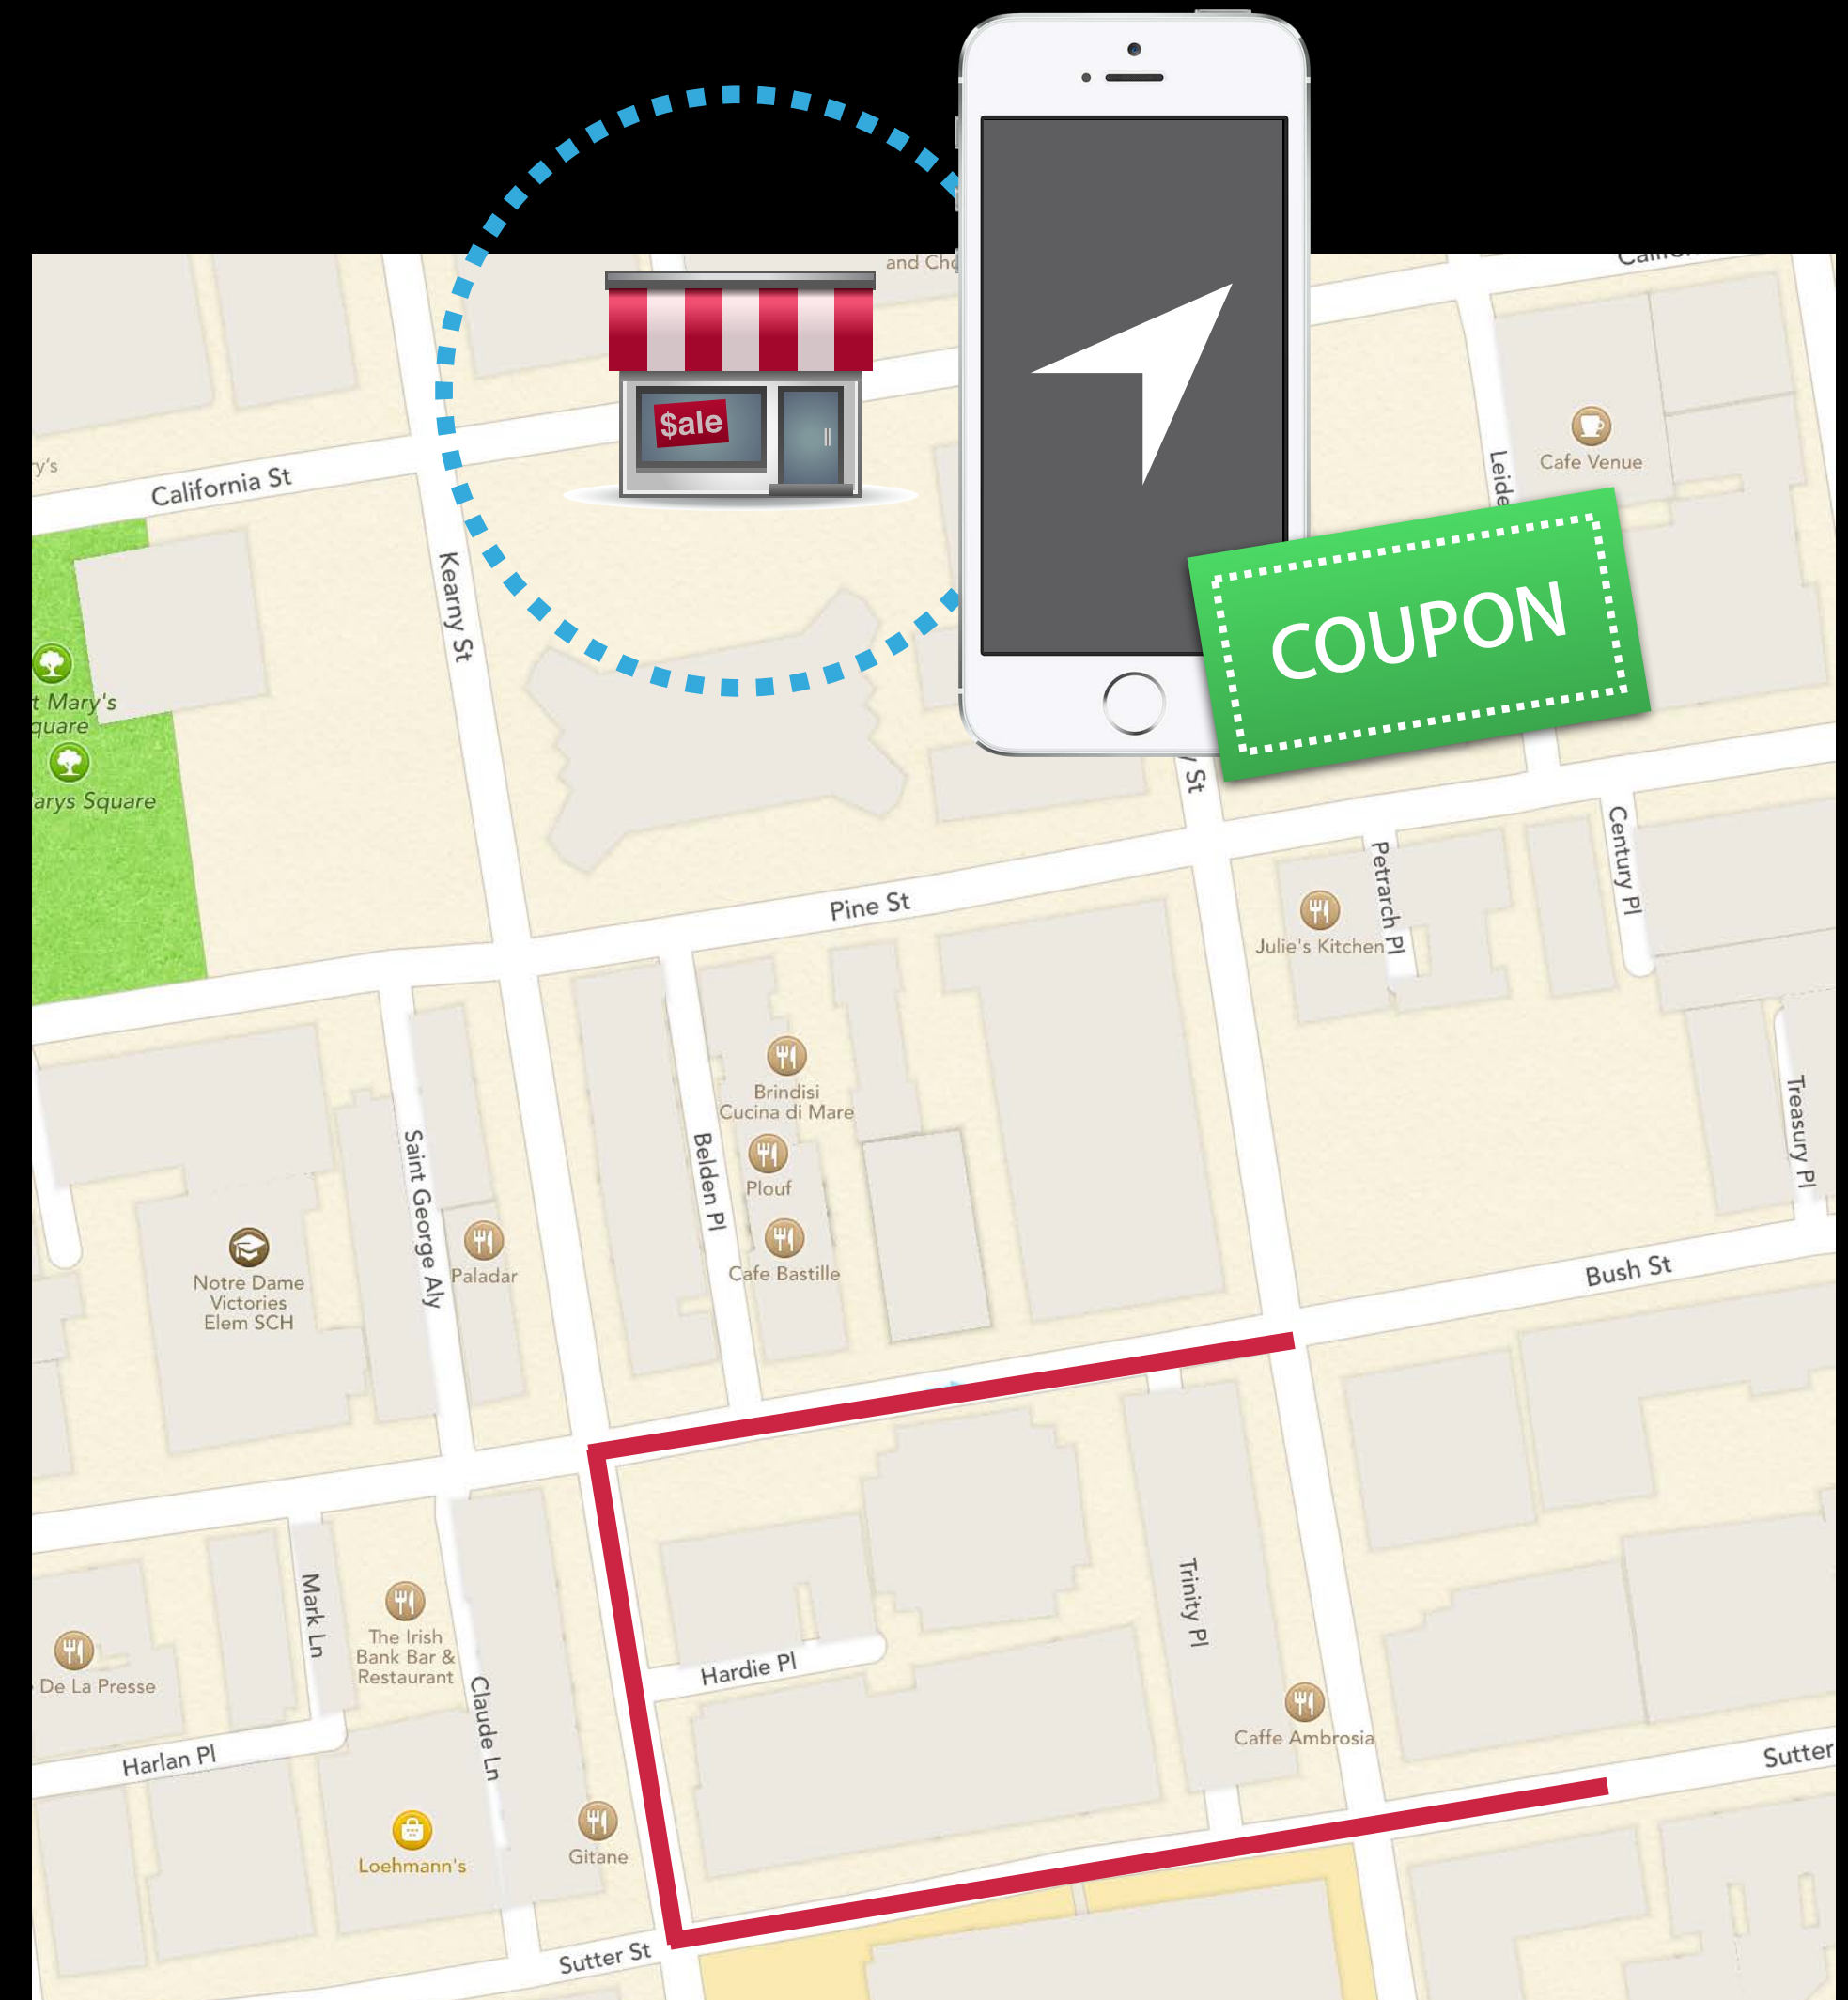 and Cho
$ale
Cafe Venue
y's
California St
Leide
Kearny St
COUPON
t Mary's
quare
y St
arys Square
Century Pl
Petrarch Pl
Pine St
Julie's Kitchen
Brindisi
Cucina di Mare
Treasury Pl
Saint George Aly
Belden Pl
Plouf
Paladar
Cafe Bastille
Notre Dame
Victories
Elem SCH
Bush St
Mark Ln
Trinity Pl
The Irish
Bank Bar &
Restaurant
Hardie Pl
De La Presse
Claude Ln
Caffe Ambrosia
Harlan Pl
Sutter
Loehmann's
Gitane
Sutter St